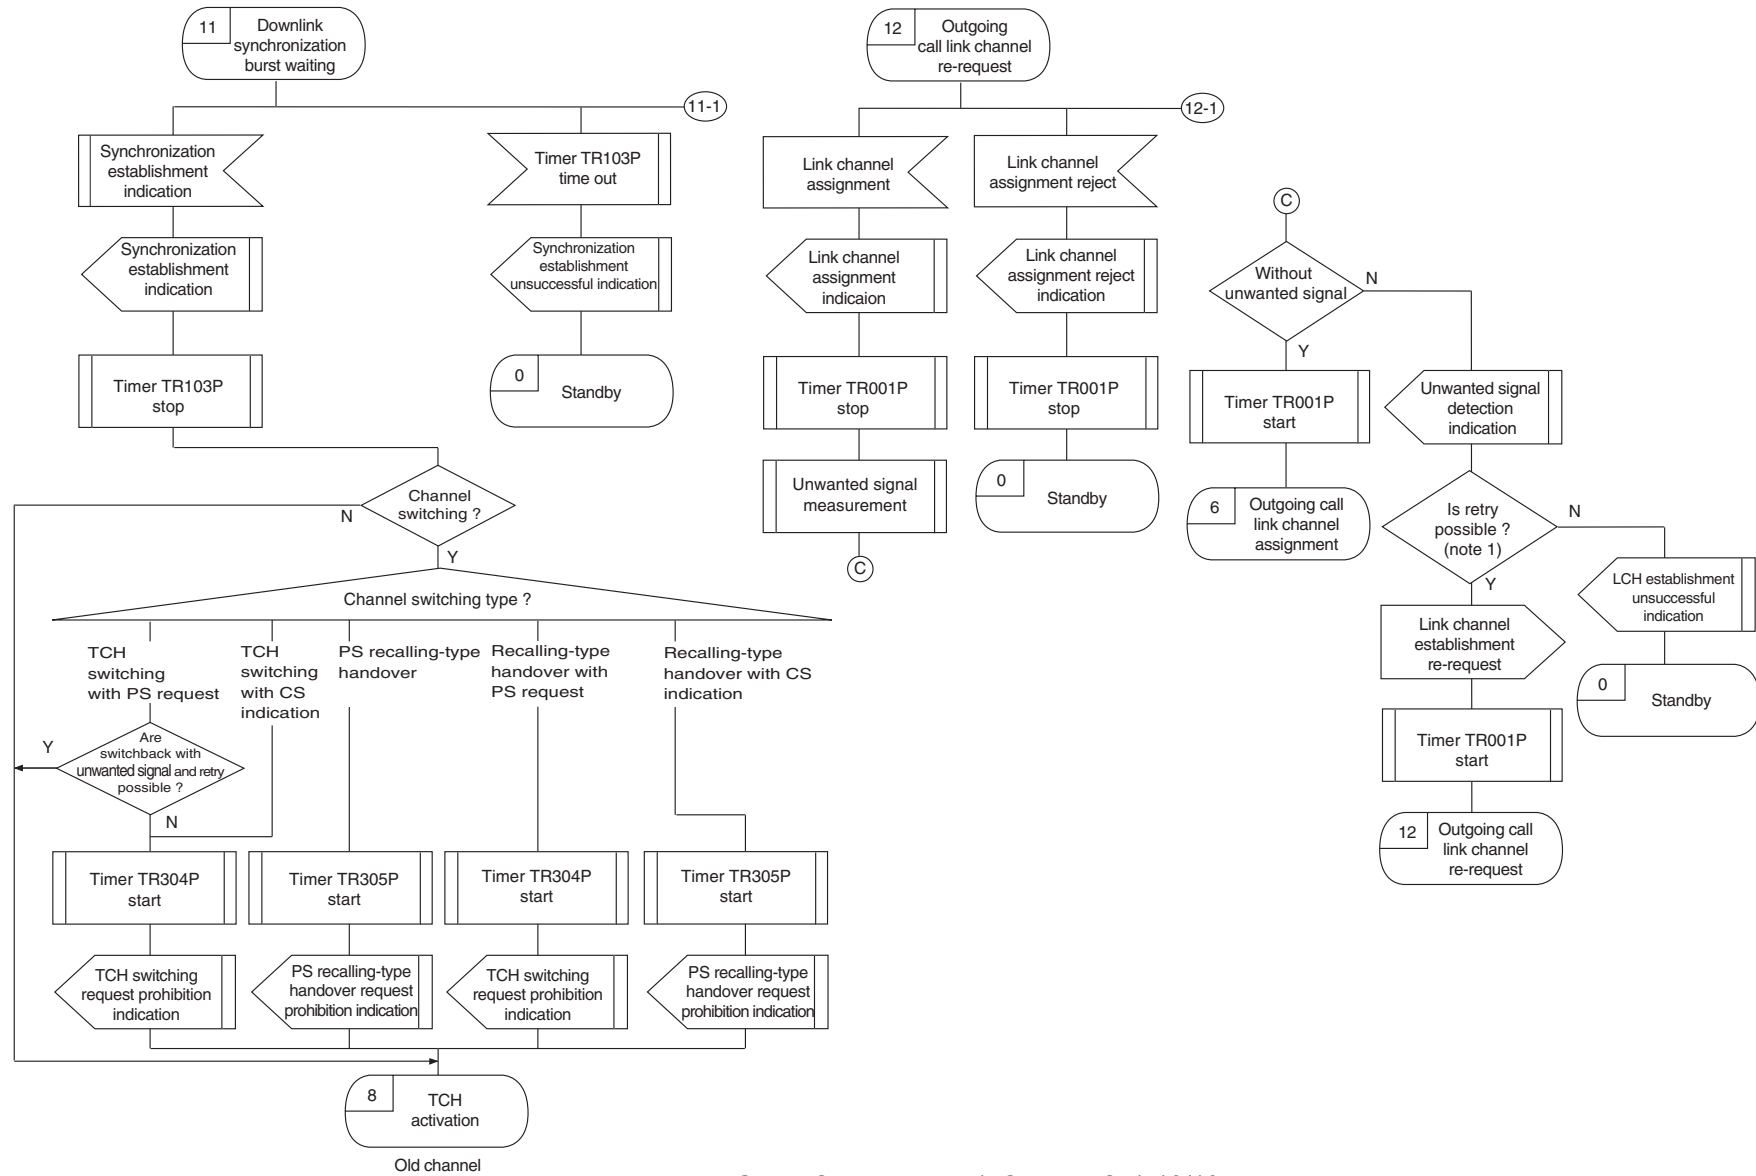 11
Downlink
synchronization
burst waiting
11-1
Synchronization
establishment
indication
Timer TR103P
time out
Synchronization
establishment
indication
Synchronization
establishment
unsuccessful indication
Timer TR103P
stop
0
Standby
Channel
switching ?
N
Y
Channel switching type ?
TCH
switching
with PS request
TCH
switching
with CS
indication
PS recalling-type
handover
Recalling-type
handover with
PS request
Recalling-type
handover with CS
indication
Are
switchback with
unwanted signal and retry
possible ?
Y
N
Timer TR304P
start
Timer TR305P
start
Timer TR304P
start
Timer TR305P
start
TCH switching
request prohibition
indication
PS recalling-type
handover request
prohibition indication
TCH switching
request prohibition
indication
PS recalling-type
handover request
prohibition indication
8
TCH
activation
Old channel
12
Outgoing
call link channel
re-request
12-1
Link channel
assignment
Link channel
assignment reject
Link channel
assignment
indicaion
Link channel
assignment reject
indication
Timer TR001P
stop
Timer TR001P
stop
Unwanted signal
measurement
0
Standby
C
C
Without
unwanted signal
N
Y
Timer TR001P
start
Unwanted signal
detection
indication
6
Outgoing call
link channel
assignment
Is retry
possible ?
(note 1)
N
Y
LCH establishment
unsuccessful
indication
Link channel
establishment
re-request
0
Standby
Timer TR001P
start
12
Outgoing call
link channel
re-request